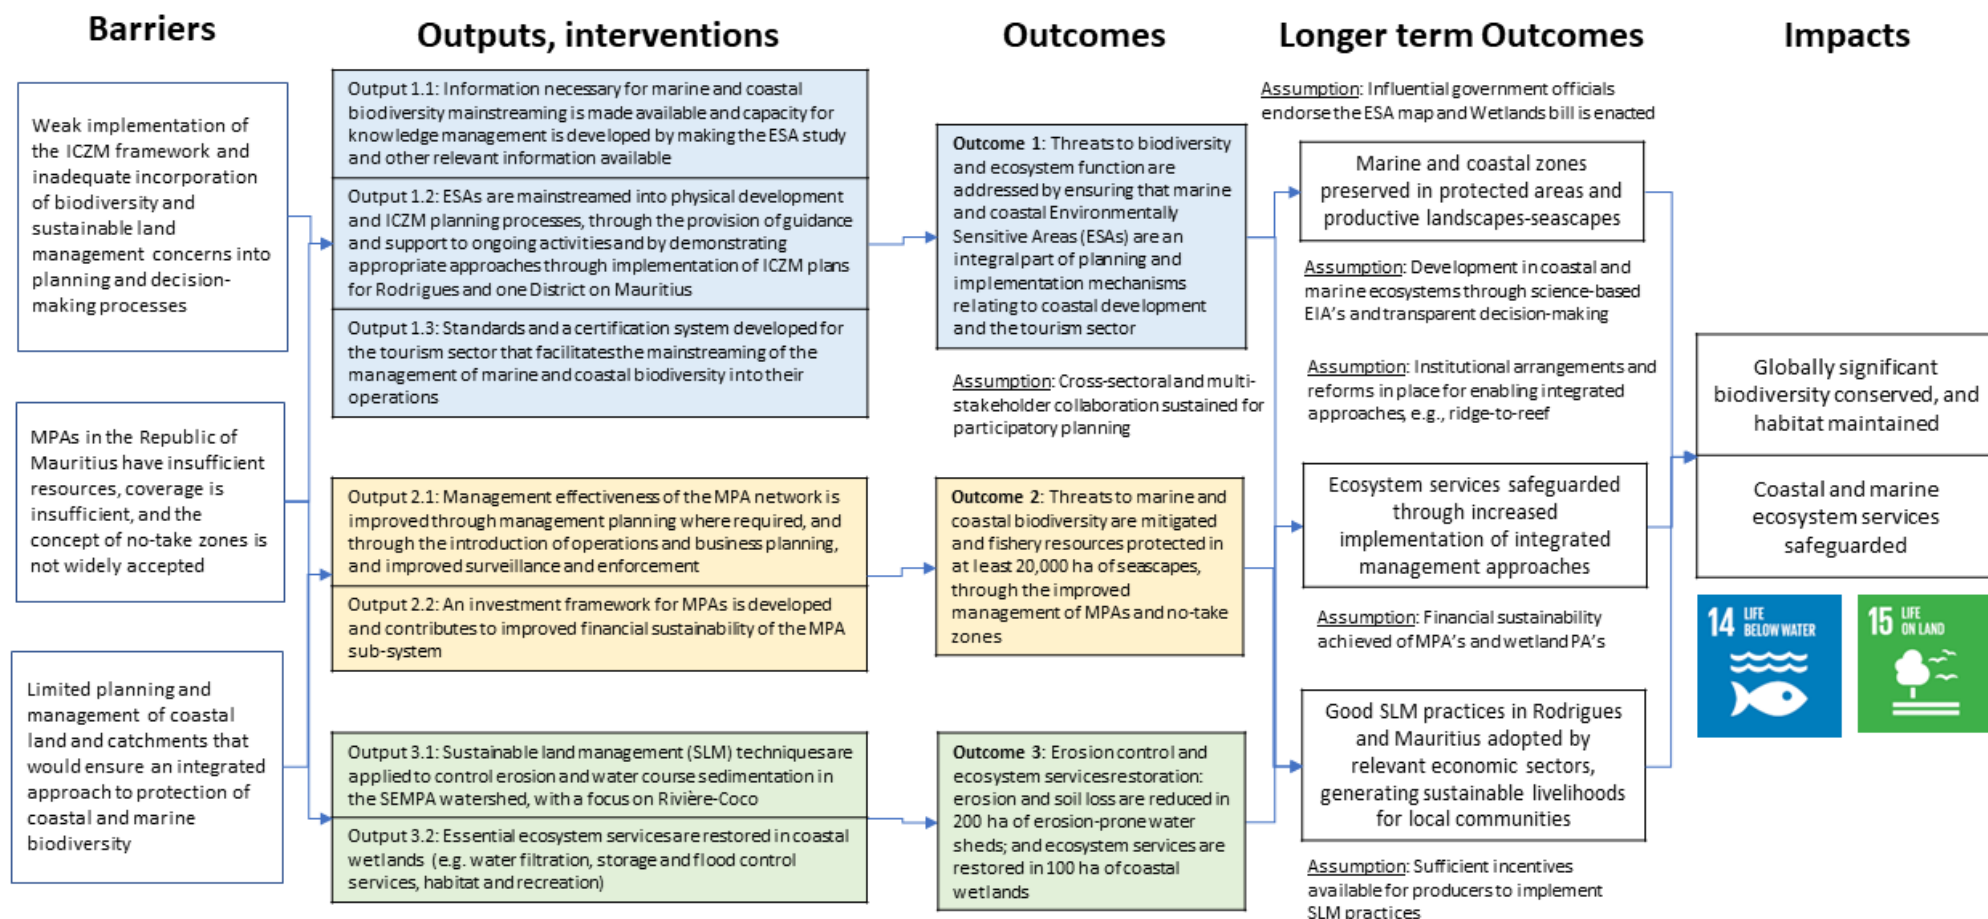 Barriers
Outputs, interventions
Outcomes
Longer term Outcomes
Impacts
Weak implementation of
the ICZM framework and
inadequate incorporation
of biodiversity and
sustainable land
management concerns into
planning and decision-
making processes
MPAs in the Republic of
Mauritius have insufficient
resources, coverage is
insufficient, and the
concept of no-take zones is
not widely accepted
Limited planning and
management of coastal
land and catchments that
would ensure an integrated
approach to protection of
coastal and marine
biodiversity
Output 1.1: Information necessary for marine and coastal
biodiversity mainstreaming is made available and capacity for
knowledge management is developed by making the ESA study
and other relevant information available
Output 1.2: ESAs are mainstreamed into physical development
and ICZM planning processes, through the provision of guidance
and support to ongoing activities and by demonstrating
appropriate approaches through implementation of ICZM plans
for Rodrigues and one District on Mauritius
Output 1.3: Standards and a certification system developed for
the tourism sector that facilitates the mainstreaming of the
management of marine and coastal biodiversity into their
operations
Output 2.1: Management effectiveness of the MPA network is
improved through management planning where required, and
through the introduction of operations and business planning,
and improved surveillance and enforcement
Output 2.2: An investment framework for MPAs is developed
and contributes to improved financial sustainability of the MPA
sub-system
Output 3.1: Sustainable land management (SLM) techniques are
applied to control erosion and water course sedimentation in
the SEMPA watershed, with a focus on Rivière-Coco
Output 3.2: Essential ecosystem services are restored in coastal
wetlands (e.g. water filtration, storage and flood control
services, habitat and recreation)
Outcome 1: Threats to biodiversity
and ecosystem function are
addressed by ensuring that marine
and coastal Environmentally
Sensitive Areas (ESAs) are an
integral part of planning and
implementation mechanisms
relating to coastal development
and the tourism sector
Assumption: Cross-sectoral and multi-
stakeholder collaboration sustained for
participatory planning
Outcome 2: Threats to marine and
coastal biodiversity are mitigated
and fishery resources protected in
at least 20,000 ha of seascapes,
through the improved
management of MPAs and no-take
zones
Outcome 3: Erosion control and
ecosystem services restoration:
erosion and soil loss are reduced in
200 ha of erosion-prone water
sheds; and ecosystem services are
restored in 100 ha of coastal
wetlands
Assumption: Influential government officials
endorse the ESA map and Wetlands bill is enacted
Marine and coastal zones
preserved in protected areas and
productive landscapes-seascapes
Assumption: Development in coastal and
marine ecosystems through science-based
EIA's and transparent decision-making
Assumption: Institutional arrangements and
reforms in place for enabling integrated
approaches, e.g., ridge-to-reef
Ecosystem services safeguarded
through increased
implementation of integrated
management approaches
Assumption: Financial sustainability
achieved of MPA's and wetland PA's
Good SLM practices in Rodrigues
and Mauritius adopted by
relevant economic sectors,
generating sustainable livelihoods
for local communities
Assumption: Sufficient incentives
available for producers to implement
SLM practices
Globally significant
biodiversity conserved, and
habitat maintained
Coastal and marine
ecosystem services
safeguarded
14 LIFE
BELOW WATER
15 LIFE
ON LAND